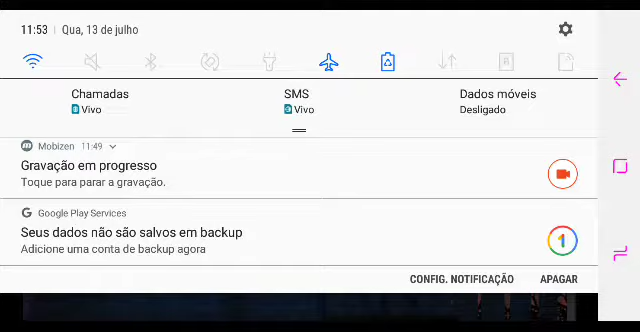 11:53 | Qua, 13 de julho
Chamadas SMS Dados móveis
Vivo Vivo Desligado
Mobizen 11:49
Gravação em progresso
Toque para parar a gravação.
Google Play Services
Seus dados não são salvos em backup
Adicione uma conta de backup agora
CONFIG. NOTIFICAÇÃO APAGAR